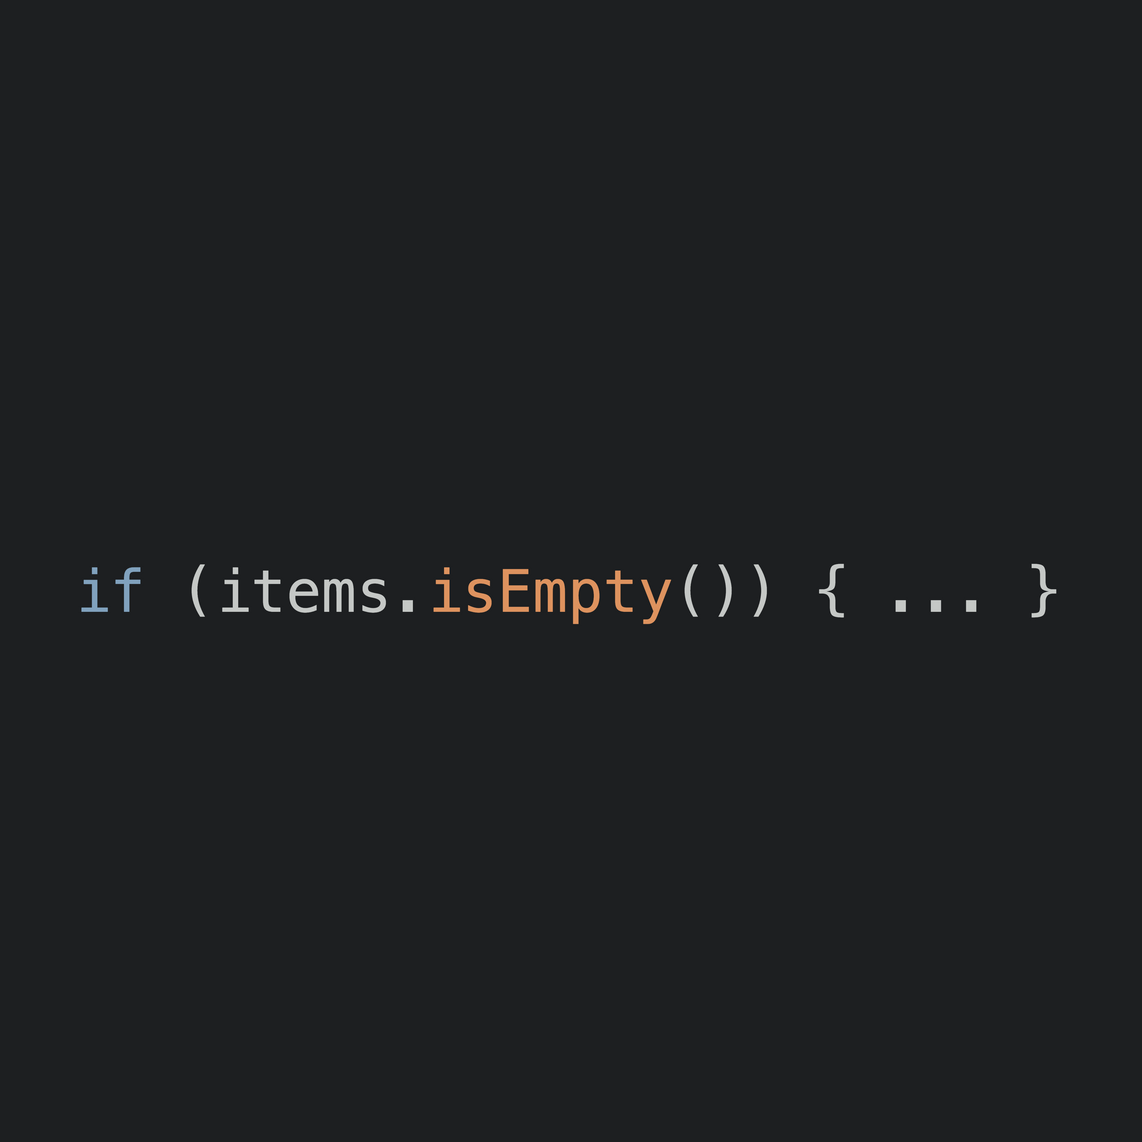 if (items.isEmpty()) { ... }